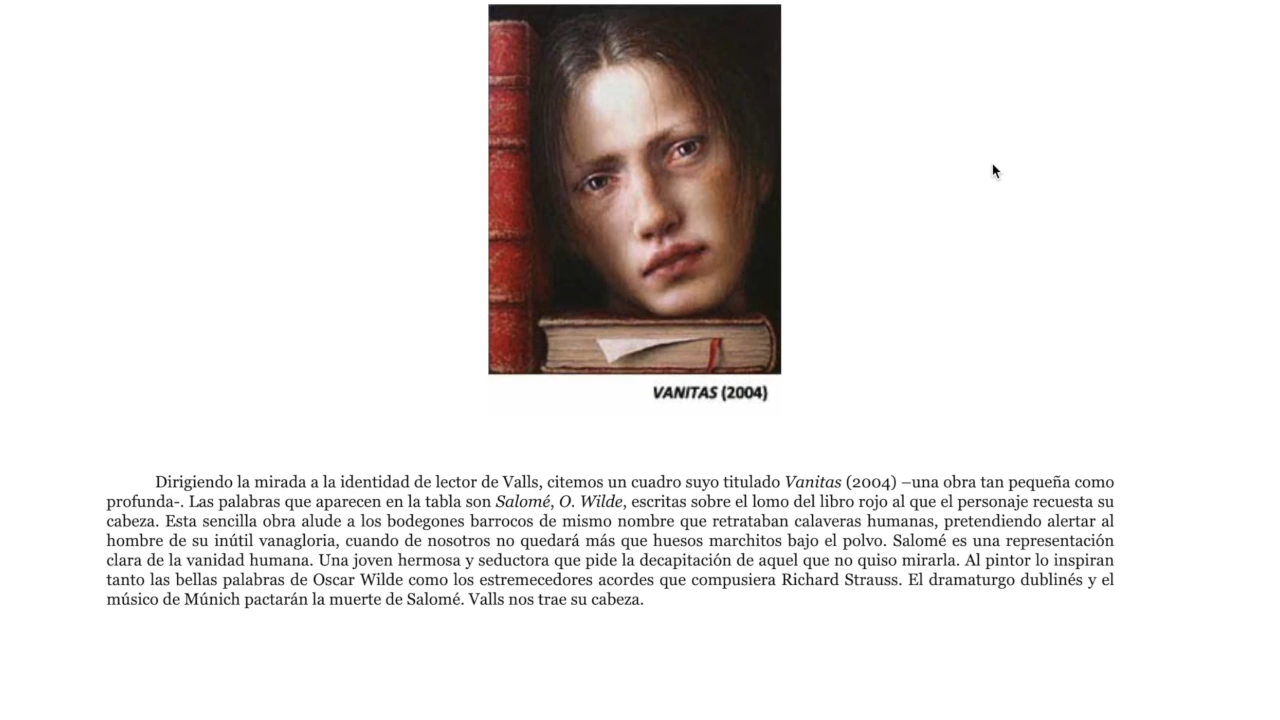 VANITAS (2004)
Dirigiendo la mirada a la identidad de lector de Valls, citemos un cuadro suyo titulado Vanitas (2004) –una obra tan pequeña como
profunda-. Las palabras que aparecen en la tabla son Salomé, O. Wilde, escritas sobre el lomo del libro rojo al que el personaje recuesta su
cabeza. Esta sencilla obra alude a los bodegones barrocos de mismo nombre que retrataban calaveras humanas, pretendiendo alertar al
hombre de su inútil vanagloria, cuando de nosotros no quedará más que huesos marchitos bajo el polvo. Salomé es una representación
clara de la vanidad humana. Una joven hermosa y seductora que pide la decapitación de aquel que no quiso mirarla. Al pintor lo inspiran
tanto las bellas palabras de Oscar Wilde como los estremecedores acordes que compusiera Richard Strauss. El dramaturgo dublinés y el
músico de Múnich pactarán la muerte de Salomé. Valls nos trae su cabeza.